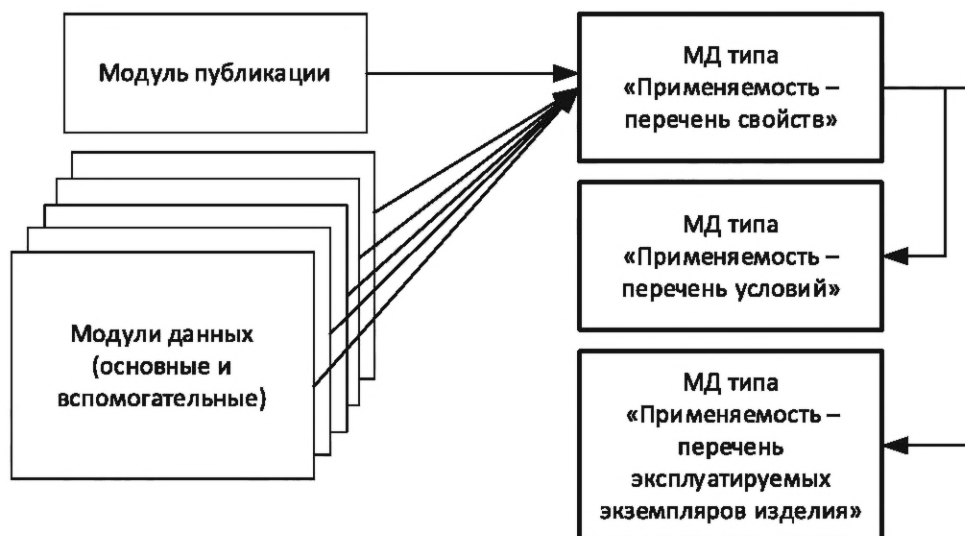 Модуль публикации
МД типа
«Применяемость –
перечень свойств»
МД типа
«Применяемость –
перечень условий»
Модули данных
(основные и
вспомогательные)
МД типа
«Применяемость –
перечень
эксплуатируемых
экземпляров изделия»